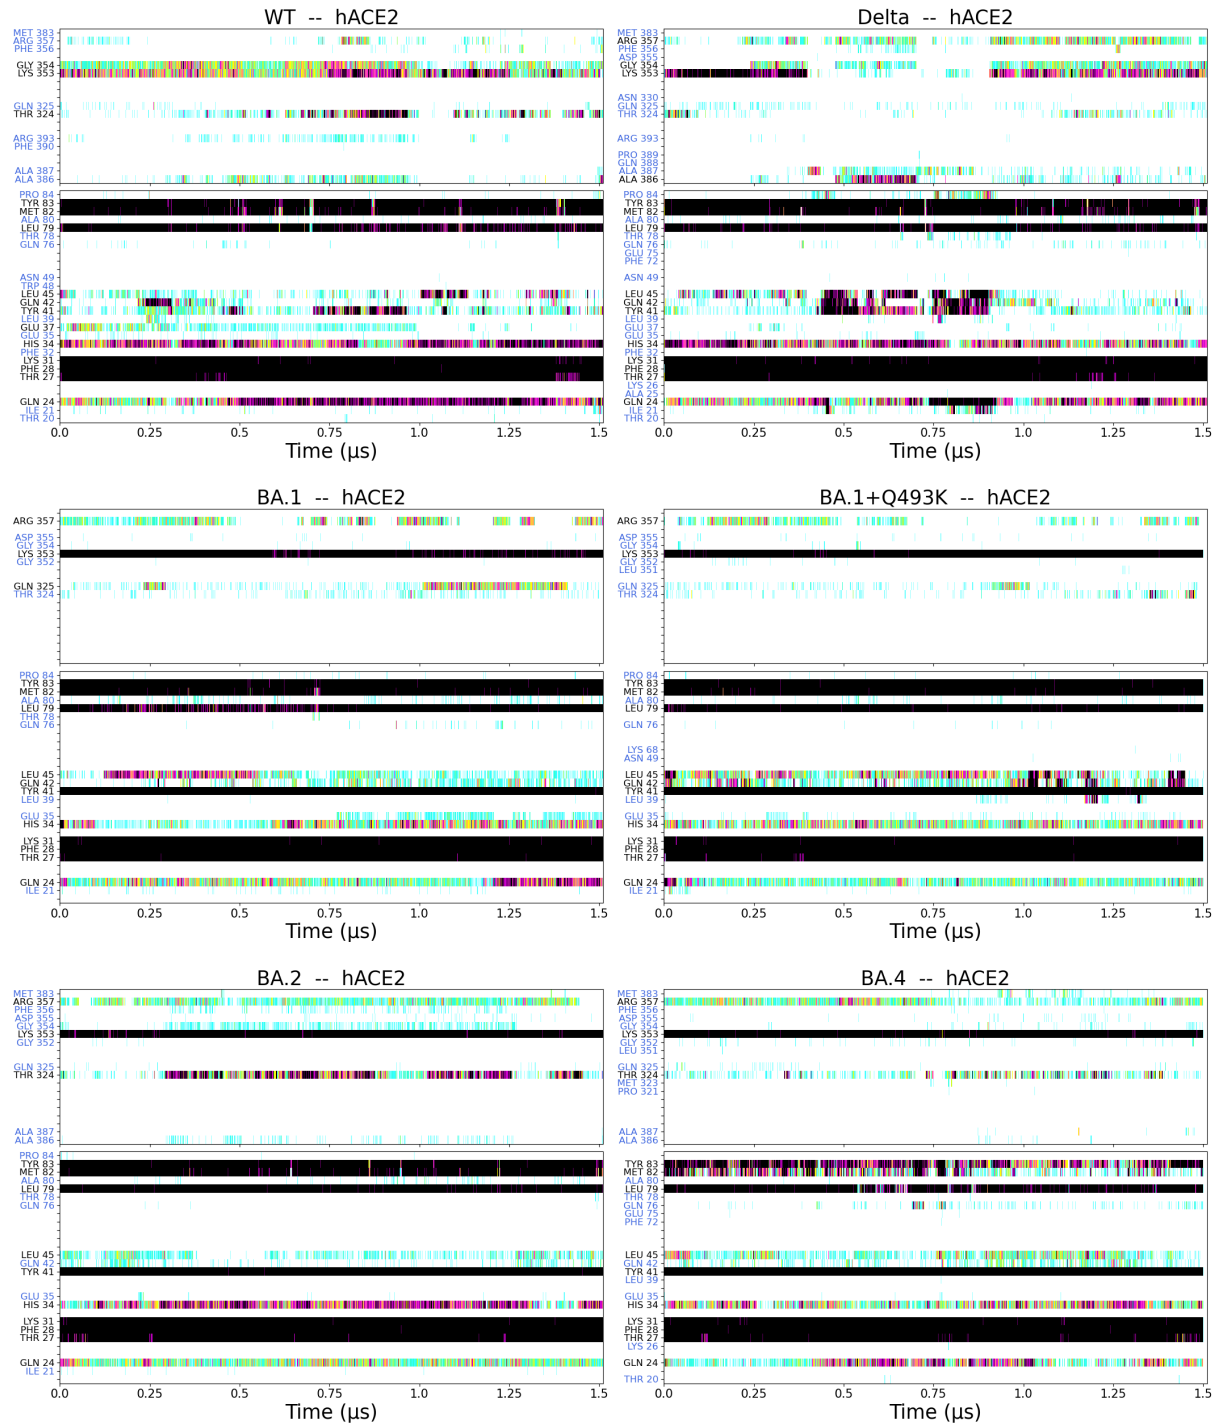 WT -- hACE2
MET 383
ARG 357
PHE 356
GLY 354
LYS 353
GLN 325
THR 324
ARG 393
PHE 390
ALA 387
ALA 386
PRO 84
TYR 83
MET 82
ALA 80
LEU 79
THR 78
GLN 76
ASN 49
TRP 48
LEU 45
GLN 42
TYR 41
LEU 39
GLU 37
GLU 35
HIS 34
PHE 32
LYS 31
PHE 28
THR 27
GLN 24
ILE 21
THR 20
0.0 0.25 0.5 0.75 1.0 1.25 1.5
Time (μs)
Delta -- hACE2
MET 383
ARG 357
PHE 356
ASP 355
GLY 354
LYS 353
ASN 330
GLN 325
THR 324
ARG 393
PRO 389
GLN 388
ALA 387
ALA 386
PRO 84
TYR 83
MET 82
ALA 80
LEU 79
THR 78
GLN 76
GLU 75
PHE 72
ASN 49
LEU 45
GLN 42
TYR 41
LEU 39
GLU 37
GLU 35
HIS 34
PHE 32
LYS 31
PHE 28
THR 27
LYS 26
ALA 25
GLN 24
ILE 21
THR 20
0.0 0.25 0.5 0.75 1.0 1.25 1.5
Time (μs)
BA.1 -- hACE2
ARG 357
ASP 355
GLY 354
LYS 353
GLY 352
GLN 325
THR 324
PRO 84
TYR 83
MET 82
ALA 80
LEU 79
THR 78
GLN 76
LEU 45
GLN 42
TYR 41
LEU 39
GLU 35
HIS 34
LYS 31
PHE 28
THR 27
GLN 24
ILE 21
0.0 0.25 0.5 0.75 1.0 1.25 1.5
Time (μs)
BA.1+Q493K -- hACE2
ARG 357
ASP 355
GLY 354
LYS 353
GLY 352
LEU 351
GLN 325
THR 324
PRO 84
TYR 83
MET 82
ALA 80
LEU 79
GLN 76
LYS 68
ASN 49
LEU 45
GLN 42
TYR 41
LEU 39
GLU 35
HIS 34
LYS 31
PHE 28
THR 27
GLN 24
ILE 21
0.0 0.25 0.5 0.75 1.0 1.25 1.5
Time (μs)
BA.2 -- hACE2
MET 383
ARG 357
PHE 356
ASP 355
GLY 354
LYS 353
GLY 352
GLN 325
THR 324
ALA 387
ALA 386
PRO 84
TYR 83
MET 82
ALA 80
LEU 79
THR 78
GLN 76
LEU 45
GLN 42
TYR 41
GLU 35
HIS 34
LYS 31
PHE 28
THR 27
GLN 24
ILE 21
0.0 0.25 0.5 0.75 1.0 1.25 1.5
Time (μs)
BA.4 -- hACE2
MET 383
ARG 357
PHE 356
ASP 355
GLY 354
LYS 353
GLY 352
LEU 351
GLN 325
THR 324
MET 323
PRO 321
ALA 387
ALA 386
TYR 83
MET 82
ALA 80
LEU 79
THR 78
GLN 76
GLU 75
PHE 72
LEU 45
GLN 42
TYR 41
LEU 39
GLU 35
HIS 34
LYS 31
PHE 28
THR 27
LYS 26
GLN 24
THR 20
0.0 0.25 0.5 0.75 1.0 1.25 1.5
Time (μs)